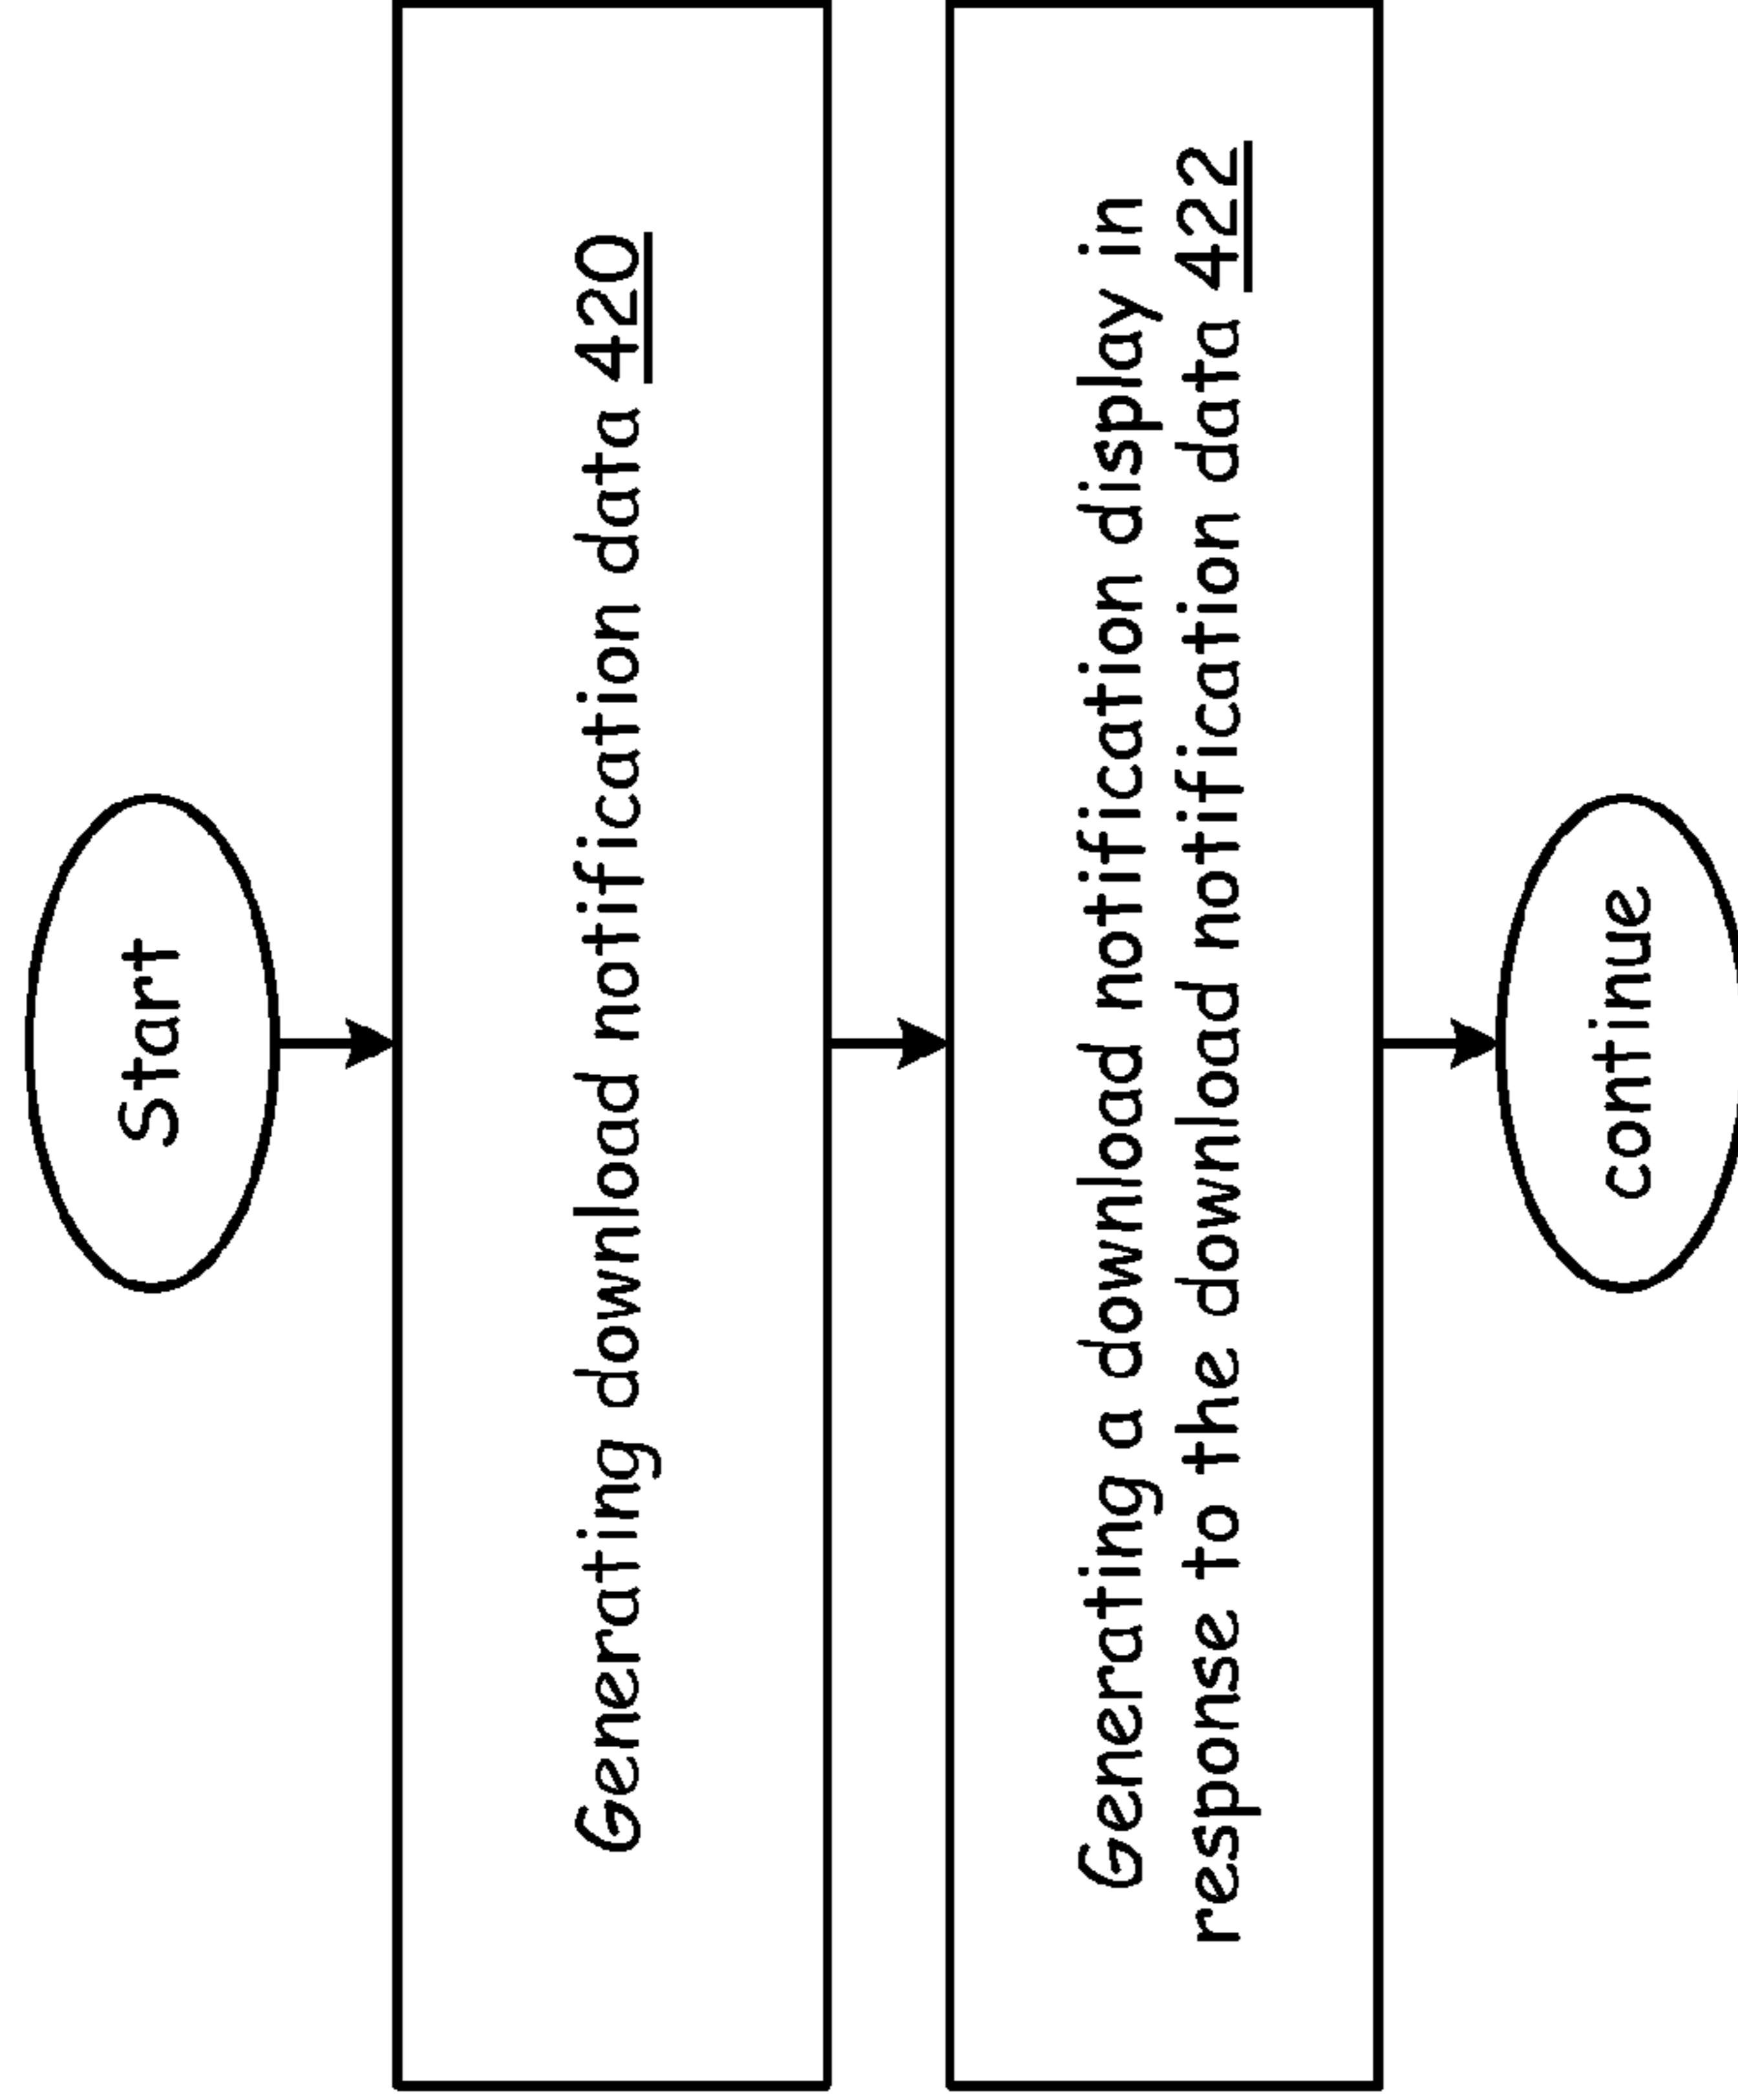 Start
Generating download notification data 420
Generating a download notification display in
response to the download notification data 422
continue